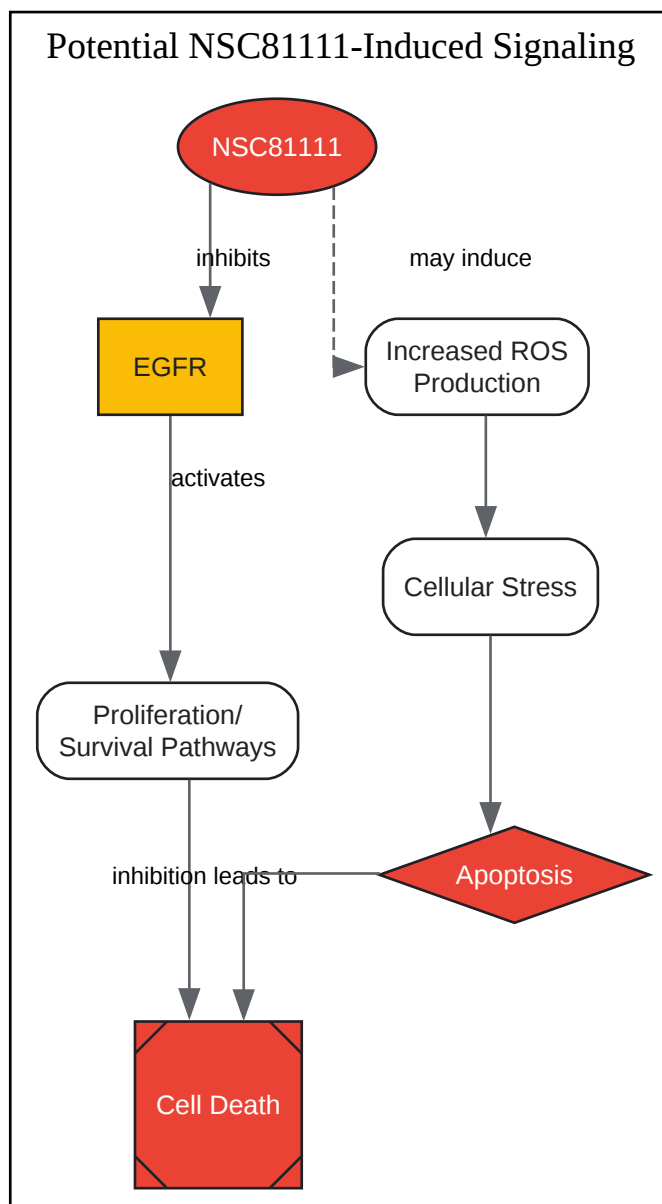 Potential NSC81111-Induced Signaling
NSC81111
inhibits
may induce
EGFR
Increased ROS
Production
activates
Cellular Stress
Proliferation/
Survival Pathways
inhibition leads to
Apoptosis
Cell Death